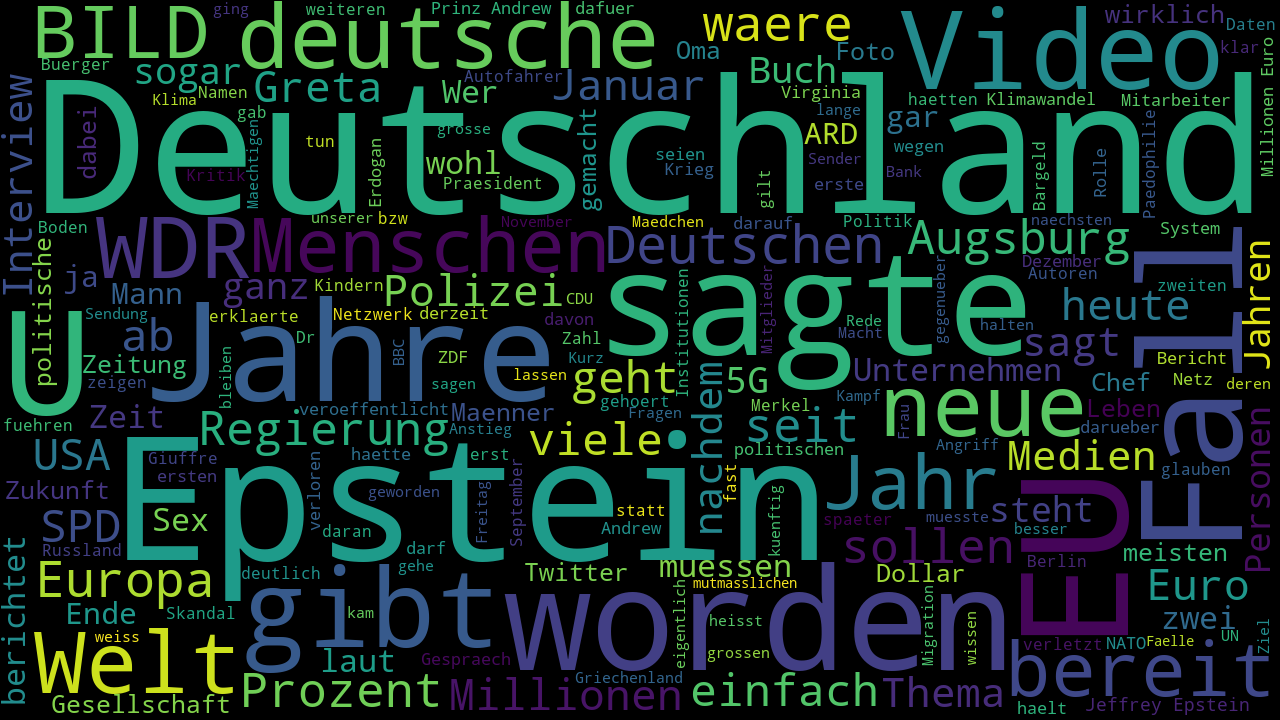 ging
weiteren
Prinz Andrew
dafuer
BILD
deutsche
waere
Video
wirklich
Daten
Oma
Foto
klar
Buerger
sogar
Greta
Autofahrer
Wer
Januar
Buch
Millionen Euro
Klima
Namen
Virginia
haetten
Klimawandel
Mitarbeiter
Interview
dabei
gab
Deutschland
grosse
lange
gar
tun
wohl
gemacht
ARD
Maechtigen
Erdogan
seien
wegen
Kritik
Praesident
Krieg
Sender
gilt
erste
Bank
Bargeld
Rolle
Paedophilie
unserer
bzw
November
Maedchen
darauf
Politik
naechsten
System
Boden
WDR
Menschen
Deutschen
Augsburg
politische
ja
Mann
ganz
Kindern
Polizei
CDU
Institutionen
Mitglieder
sagte
gegenueber
Dezember
Autoren
zweiten
Fall
Jahren
Sendung
erklaerte
Netzwerk
derzeit
davon
heute
U
ab
Jahre
Dr
BBC
Zahl
Rede
Macht
halten
sagt
Zeitung
zeigen
bleiben
ZDF
sagen
lassen
Kurz
geht
5G
Unternehmen
Bericht
Chef
Netz
deren
fuehren
Zeit
veroeffentlicht
Maenner
gehoert
Fragen
nachdem
Merkel
Kampf
Frau
neue
Leben
darueber
Regierung
Anstieg
viele
seit
USA
Giuffre
haette
erst
politischen
Angriff
Medien
glauben
Personen
Zukunft
ersten
verloren
Epstein
geworden
Freitag
September
statt
fast
kuenftig
Jahr
SPD
Sex
daran
Andrew
spaeter
muesste
steht
besser
EU
Russland
darf
gehe
sollen
Berlin
meisten
berichtet
Europa
deutlich
Twitter
muessen
mutmasslichen
Dollar
Euro
Ende
Skandal
gibt
kam
worden
eigentlich
heisst
zwei
Welt
weiss
laut
Gespraech
grossen
Migration
wissen
verletzt
NATO
Faelle
UN
Ziel
Gesellschaft
Prozent
Millionen
Griechenland
einfach
Thema
bereit
haelt
Jeffrey Epstein